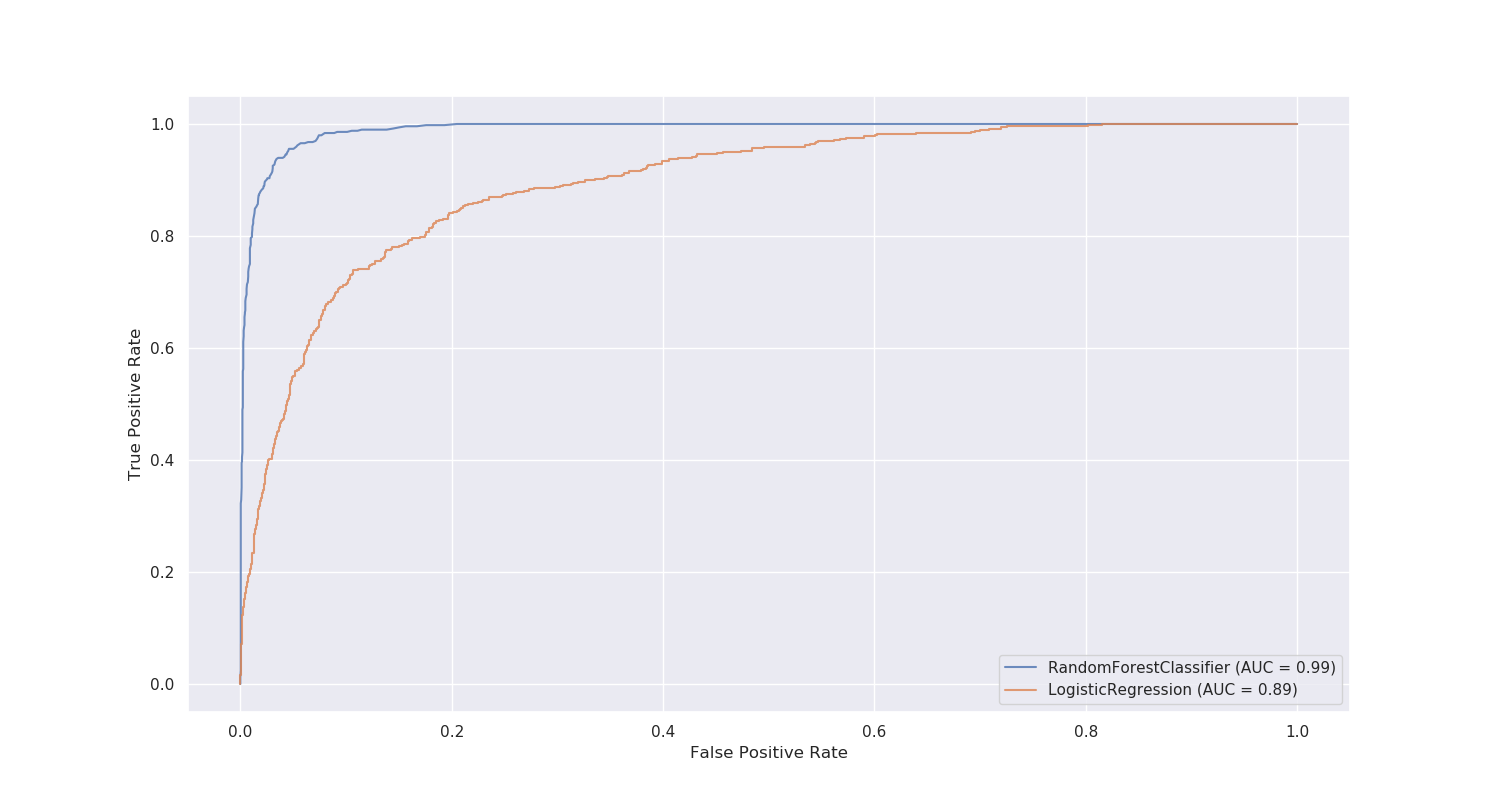 1.0
0.8
0.6
0.4
0.2
0.0
True Positive Rate
0.0 0.2 0.4 0.6 0.8 1.0
False Positive Rate
RandomForestClassifier (AUC = 0.99)
LogisticRegression (AUC = 0.89)